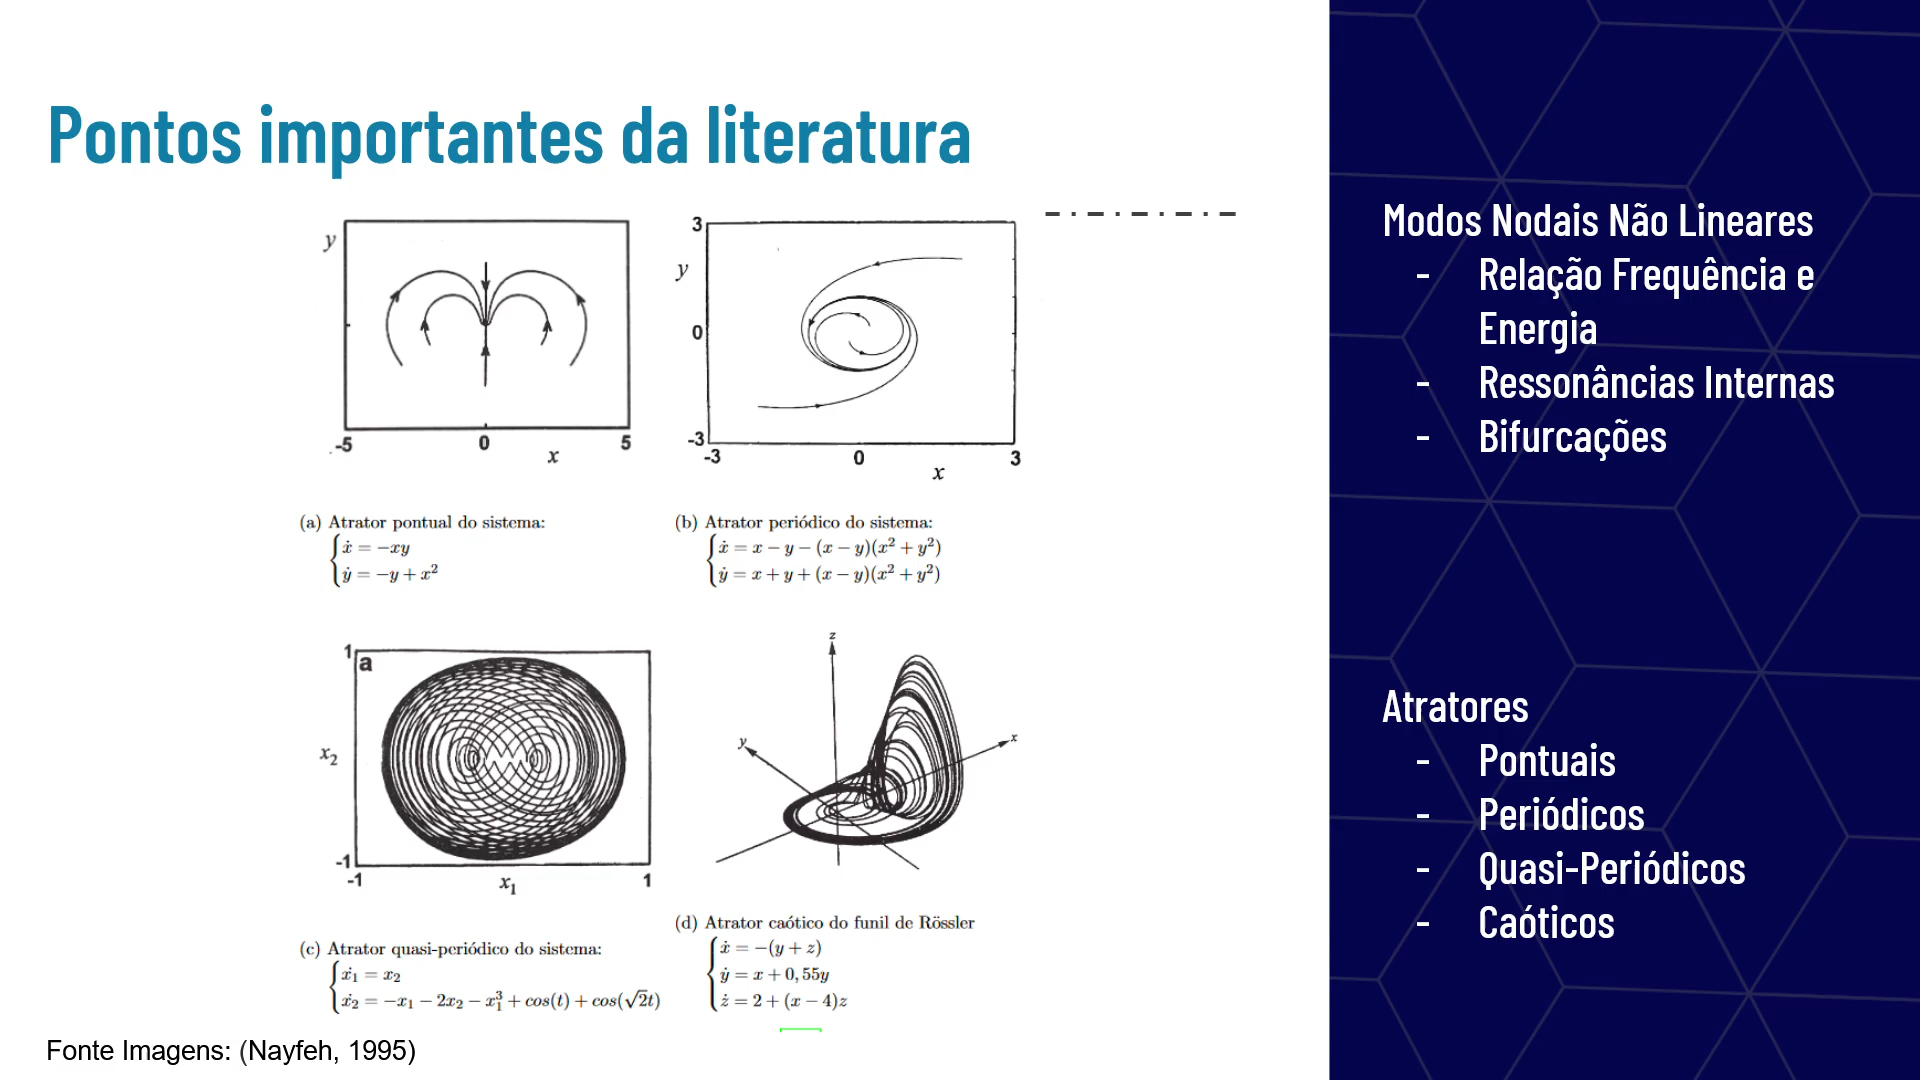 Pontos importantes da literatura
y
-5
0
5
x
3
y
0
-3
-3
0
3
x
(a) Atrator pontual do sistema:
ẋ = −xy
ẏ = −y + x²
(b) Atrator periódico do sistema:
ẋ = x − y − (x − y)(x² + y²)
ẏ = x + y + (x − y)(x² + y²)
1
a
x₂
-1
-1
x₁
1
z
y
x
(c) Atrator quasi-periódico do sistema:
ẋ₁ = x₂
ẋ₂ = −x₁ − 2x₂ − x₁³ + cos(t) + cos(√2t)
(d) Atrator caótico do funil de Rössler
ẋ = −(y + z)
ẏ = x + 0,55y
ż = 2 + (x − 4)z
Fonte Imagens: (Nayfeh, 1995)
Modos Nodais Não Lineares
- Relação Frequência e
Energia
- Ressonâncias Internas
- Bifurcações
Atratores
- Pontuais
- Periódicos
- Quasi-Periódicos
- Caóticos